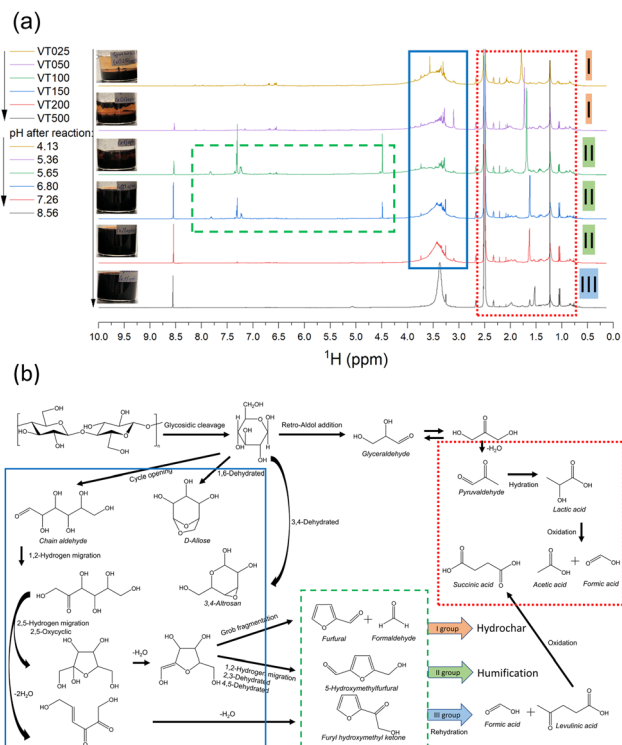 (a)
VT025
VT050
VT100
VT150
VT200
VT500
pH after reaction:
4.13
5.36
5.65
6.80
7.26
8.56
I
I
II
II
II
III
10.0 9.5 9.0 8.5 8.0 7.5 7.0 6.5 6.0 5.5 5.0 4.5 4.0 3.5 3.0 2.5 2.0 1.5 1.0 0.5 0.0
¹H (ppm)
(b)
Glycosidic cleavage
Retro-Aldol addition
Glyceraldehyde
-H₂O
Pyruvaldehyde
Hydration
Lactic acid
Oxidation
Succinic acid
Acetic acid
+
Formic acid
Cycle opening
1,6-Dehydrated
3,4-Dehydrated
Chain aldehyde
D-Allose
1,2-Hydrogen migration
3,4-Altrosan
2,5-Hydrogen migration
2,5-Oxycyclic
-H₂O
-2H₂O
Grob fragmentation
1,2-Hydrogen migration
2,3-Dehydrated
4,5-Dehydrated
-H₂O
Furfural
+
Formaldehyde
5-Hydroxymethylfurfural
Furyl hydroxymethyl ketone
I group
Hydrochar
II group
Humification
III group
Rehydration
Formic acid
+
Levulinic acid
Oxidation